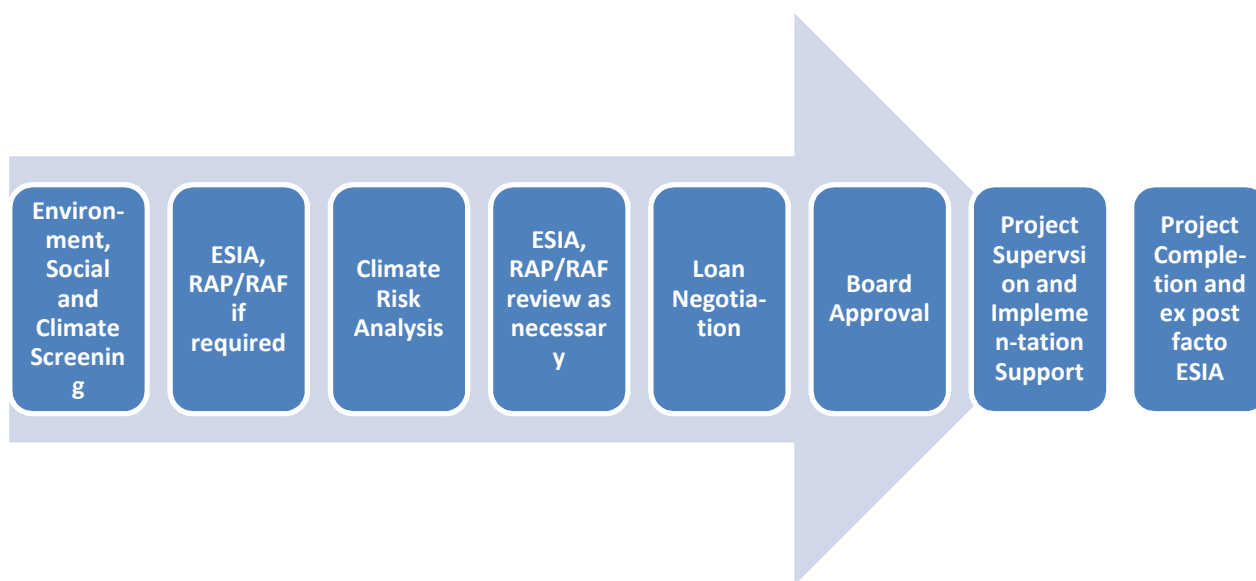 Environ-
ment,
Social
and
Climate
Screenin
g
ESIA,
RAP/RAF
if
required
Climate
Risk
Analysis
ESIA,
RAP/RAF
review as
necessar
y
Loan
Negotia-
tion
Board
Approval
Project
Supervsi
on and
Impleme
n-tation
Support
Project
Comple-
tion and
ex post
facto
ESIA